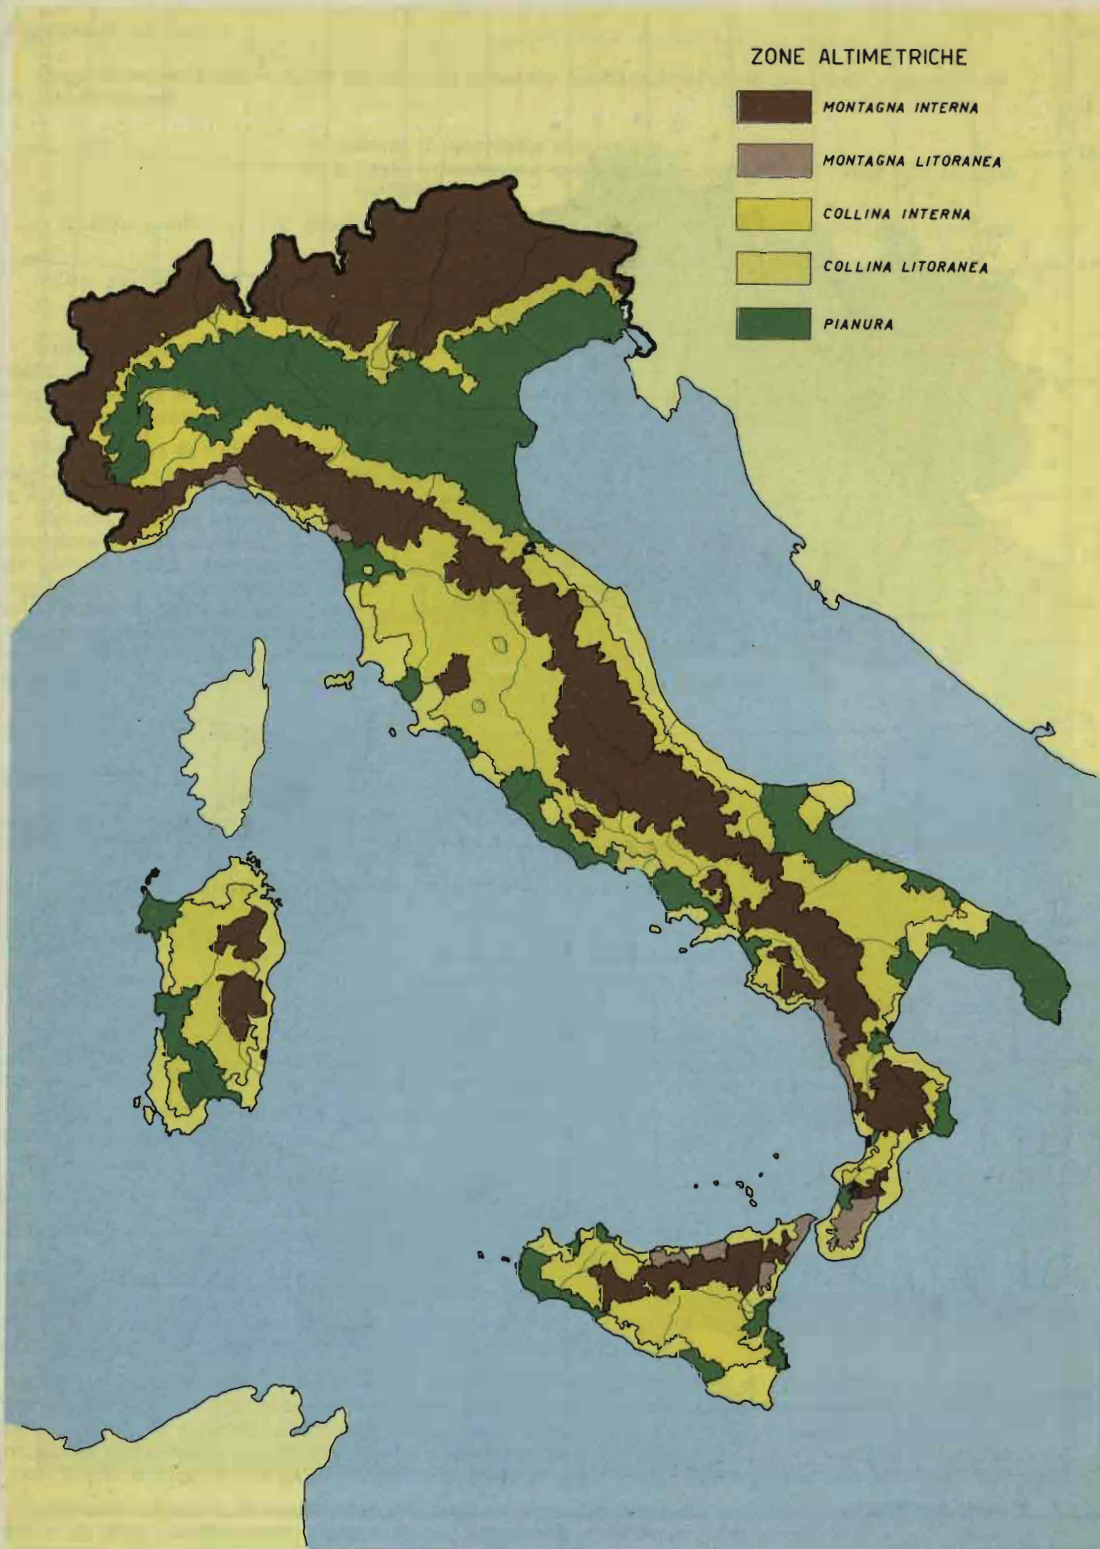 ZONE ALTIMETRICHE
MONTAGNA INTERNA
MONTAGNA LITORANEA
COLLINA INTERNA
COLLINA LITORANEA
PIANURA